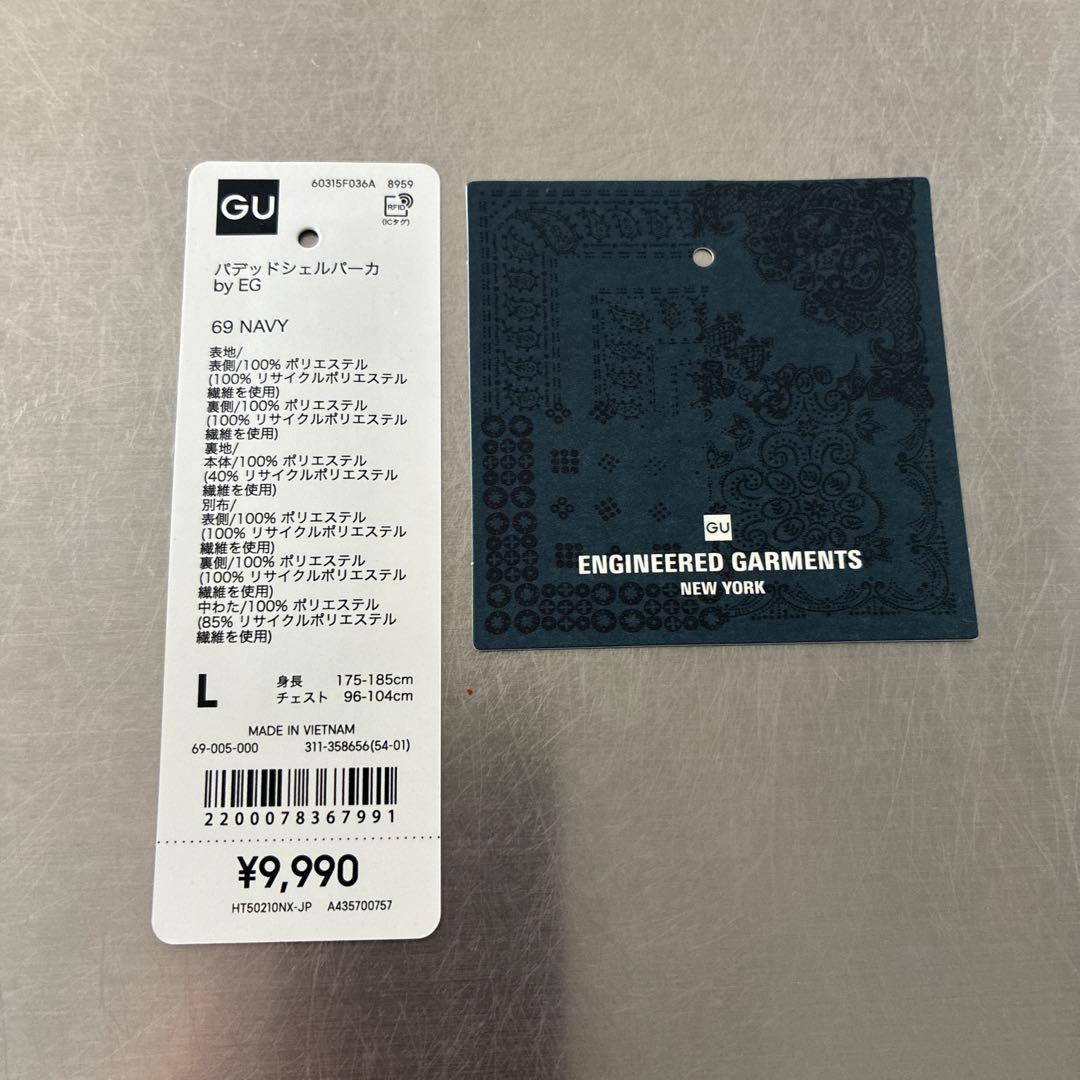 GU
60315F036A 8959
RFID
(ICタグ)
パデッドシェルパーカ
by EG
69 NAVY
表地/
表側/100% ポリエステル
(100% リサイクルポリエステル
繊維を使用)
裏側/100% ポリエステル
(100% リサイクルポリエステル
繊維を使用)
裏地/
本体/100% ポリエステル
(40% リサイクルポリエステル
繊維を使用)
別布/
表側/100% ポリエステル
(100% リサイクルポリエステル
繊維を使用)
裏側/100% ポリエステル
(100% リサイクルポリエステル
繊維を使用)
中わた/100% ポリエステル
(85% リサイクルポリエステル
繊維を使用)
L 身長 175-185cm
チェスト 96-104cm
MADE IN VIETNAM
69-005-000 311-358656(54-01)
2200078367991
¥9,990
HT50210NX-JP A435700757
GU
ENGINEERED GARMENTS
NEW YORK